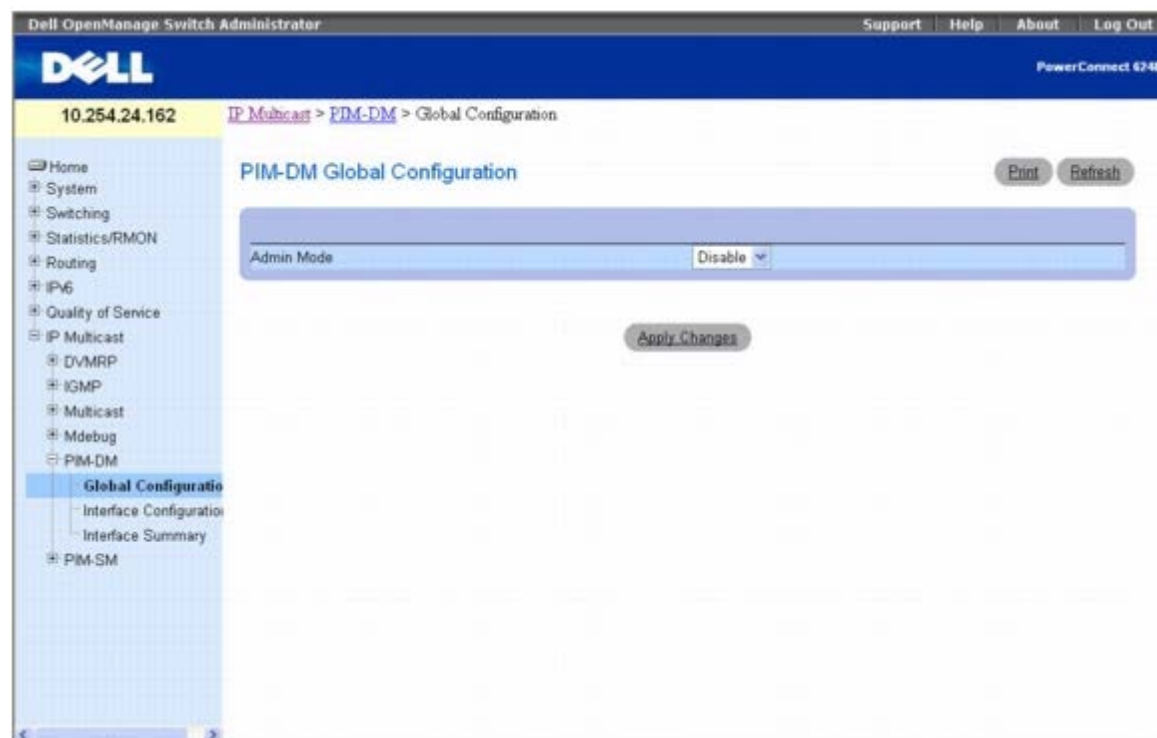 Dell OpenManage Switch Administrator
Support Help About Log Out
DELL
PowerConnect 6248
10.254.24.162
IP Multicast > PIM-DM > Global Configuration
Home
System
Switching
Statistics/RMON
Routing
IPv6
Quality of Service
IP Multicast
DVMRP
IGMP
Multicast
Mdebug
PIM-DM
Global Configuratio
Interface Configuration
Interface Summary
PIM-SM
PIM-DM Global Configuration
Print Refresh
Admin Mode Disable
Apply Changes